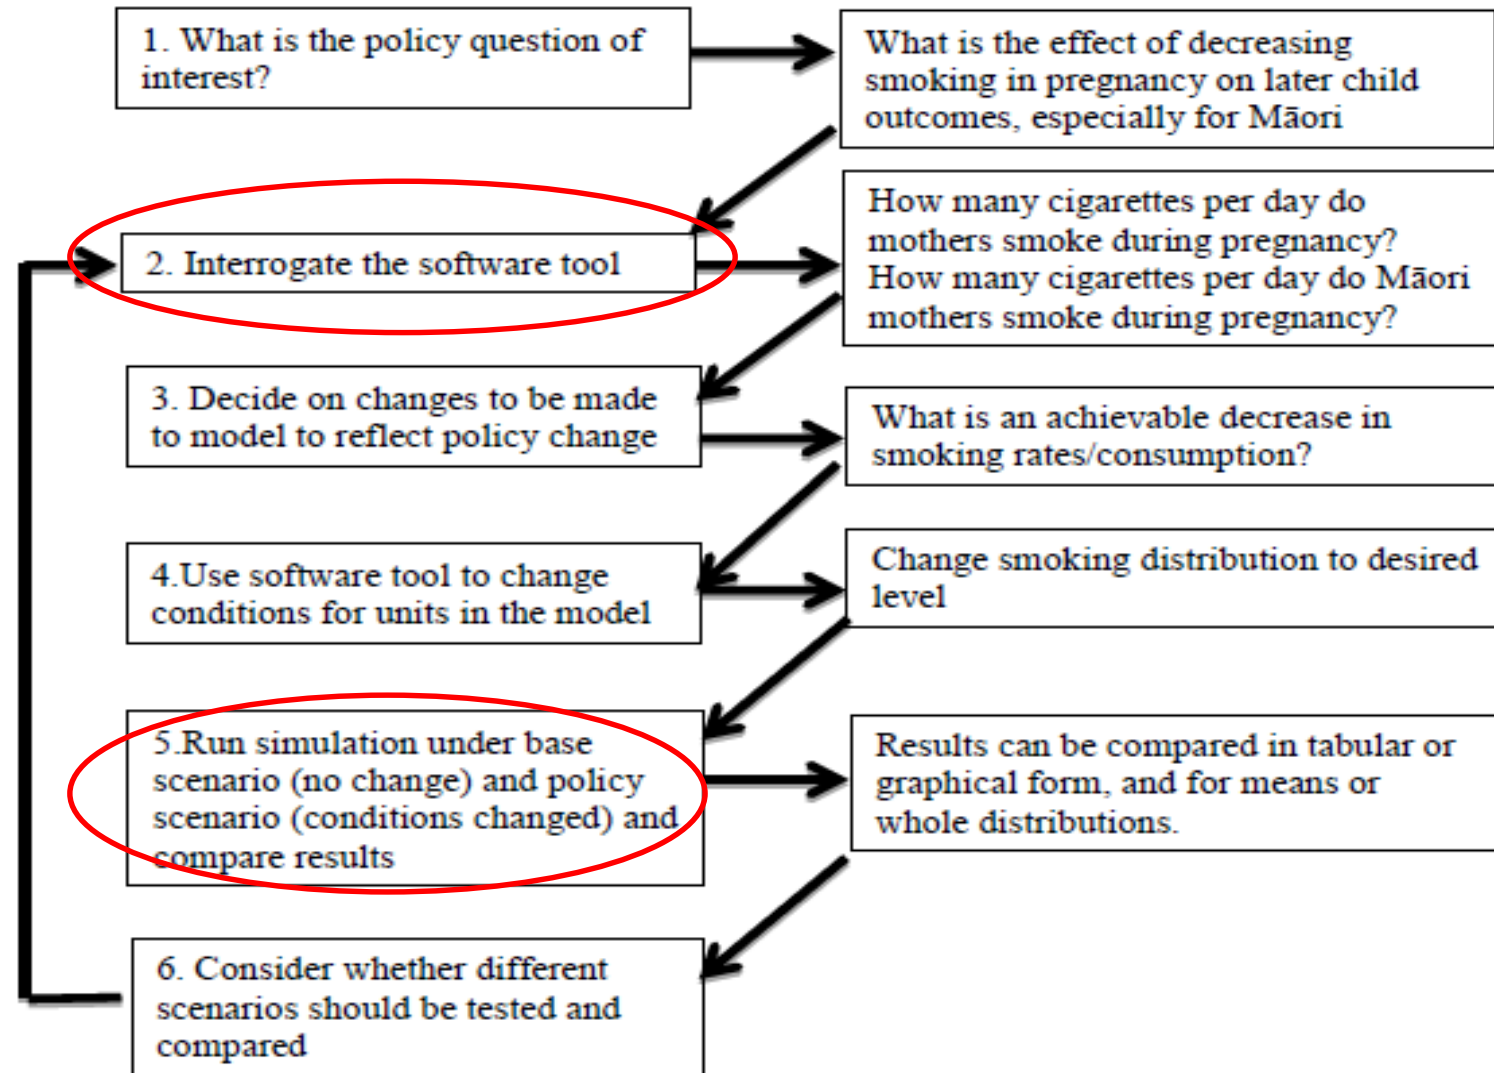 1. What is the policy question of
interest?
What is the effect of decreasing
smoking in pregnancy on later child
outcomes, especially for Māori
2. Interrogate the software tool
How many cigarettes per day do
mothers smoke during pregnancy?
How many cigarettes per day do Māori
mothers smoke during pregnancy?
3. Decide on changes to be made
to model to reflect policy change
What is an achievable decrease in
smoking rates/consumption?
4.Use software tool to change
conditions for units in the model
Change smoking distribution to desired
level
5.Run simulation under base
scenario (no change) and policy
scenario (conditions changed) and
compare results
Results can be compared in tabular or
graphical form, and for means or
whole distributions.
6. Consider whether different
scenarios should be tested and
compared